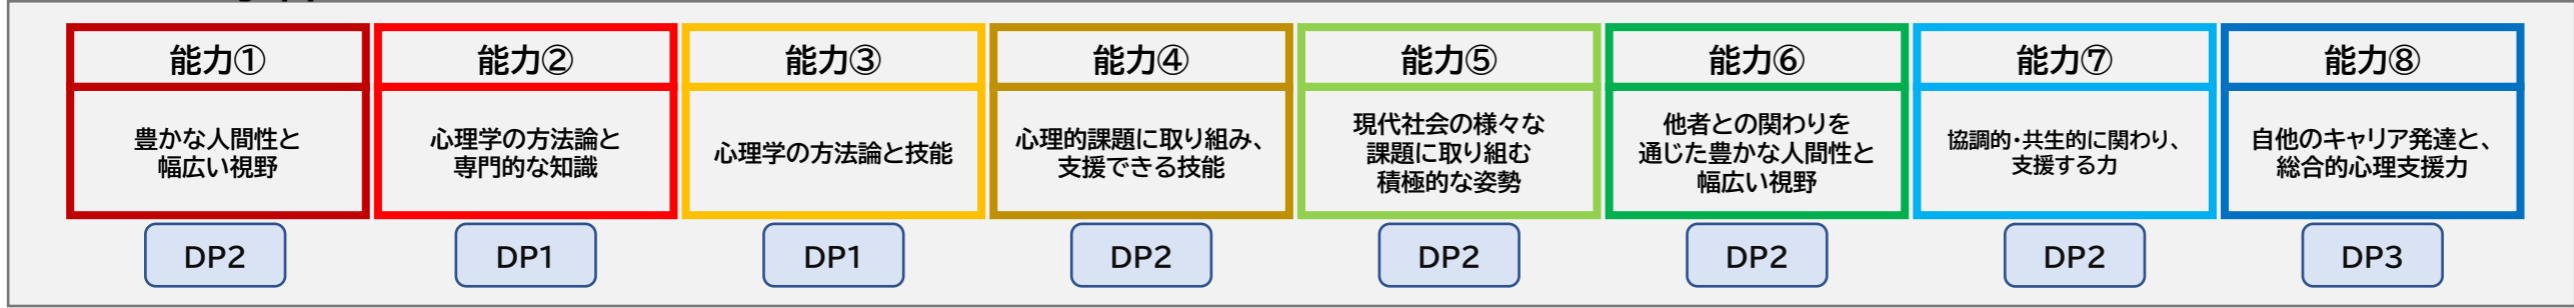 能力①
豊かな人間性と
幅広い視野
DP2
能力②
心理学の方法論と
専門的な知識
DP1
能力③
心理学の方法論と技能
DP1
能力④
心理的課題に取り組み、
支援できる技能
DP2
能力⑤
現代社会の様々な
課題に取り組む
積極的な姿勢
DP2
能力⑥
他者との関わりを
通じた豊かな人間性と
幅広い視野
DP2
能力⑦
協調的・共生的に関わり、
支援する力
DP2
能力⑧
自他のキャリア発達と、
総合的心理支援力
DP3